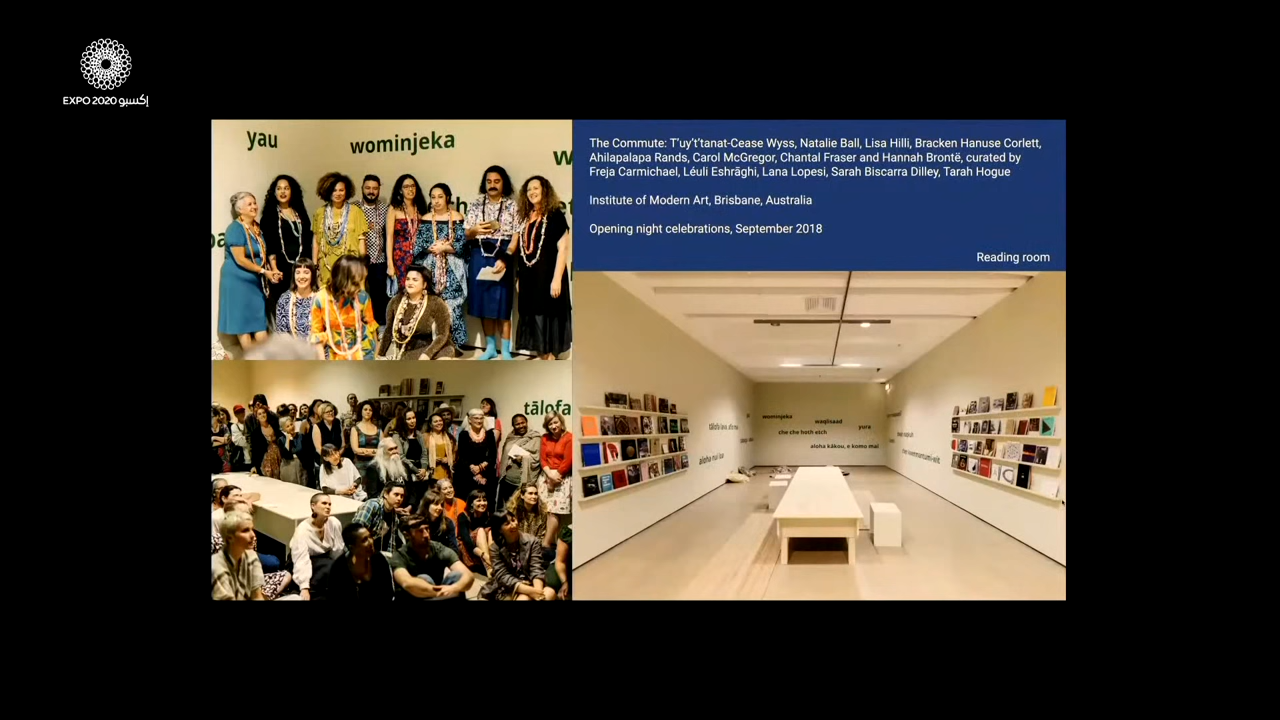 EXPO 2020 إكسبو
yau
wominjeka
The Commute: T'uy't'tanat-Cease Wyss, Natalie Ball, Lisa Hilli, Bracken Hanuse Corlett,
Ahilapalapa Rands, Carol McGregor, Chantal Fraser and Hannah Brontë, curated by
Freja Carmichael, Léuli Eshrāghi, Lana Lopesi, Sarah Biscarra Dilley, Tarah Hogue
Institute of Modern Art, Brisbane, Australia
Opening night celebrations, September 2018
Reading room
tālofa
wominjeka
waqlisaad
yura
che che hoth etch
aloha kākou, e komo mai